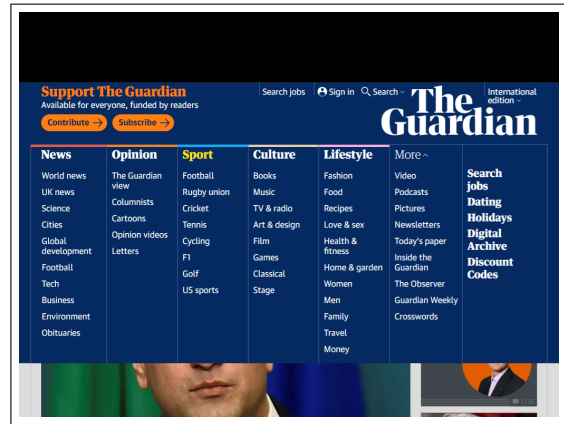 Support The Guardian
Available for everyone, funded by readers
Contribute →
Subscribe →
Search jobs
Sign in
Search
International edition
The Guardian
News
World news
UK news
Science
Cities
Global
development
Football
Tech
Business
Environment
Obituaries
Opinion
The Guardian
view
Columnists
Cartoons
Opinion videos
Letters
Sport
Football
Rugby union
Cricket
Tennis
Cycling
F1
Golf
US sports
Culture
Books
Music
TV & radio
Art & design
Film
Games
Classical
Stage
Lifestyle
Fashion
Food
Recipes
Love & sex
Health &
fitness
Home & garden
Women
Men
Family
Travel
Money
More
Video
Podcasts
Pictures
Newsletters
Today's paper
Inside the
Guardian
The Observer
Guardian Weekly
Crosswords
Search
jobs
Dating
Holidays
Digital
Archive
Discount
Codes